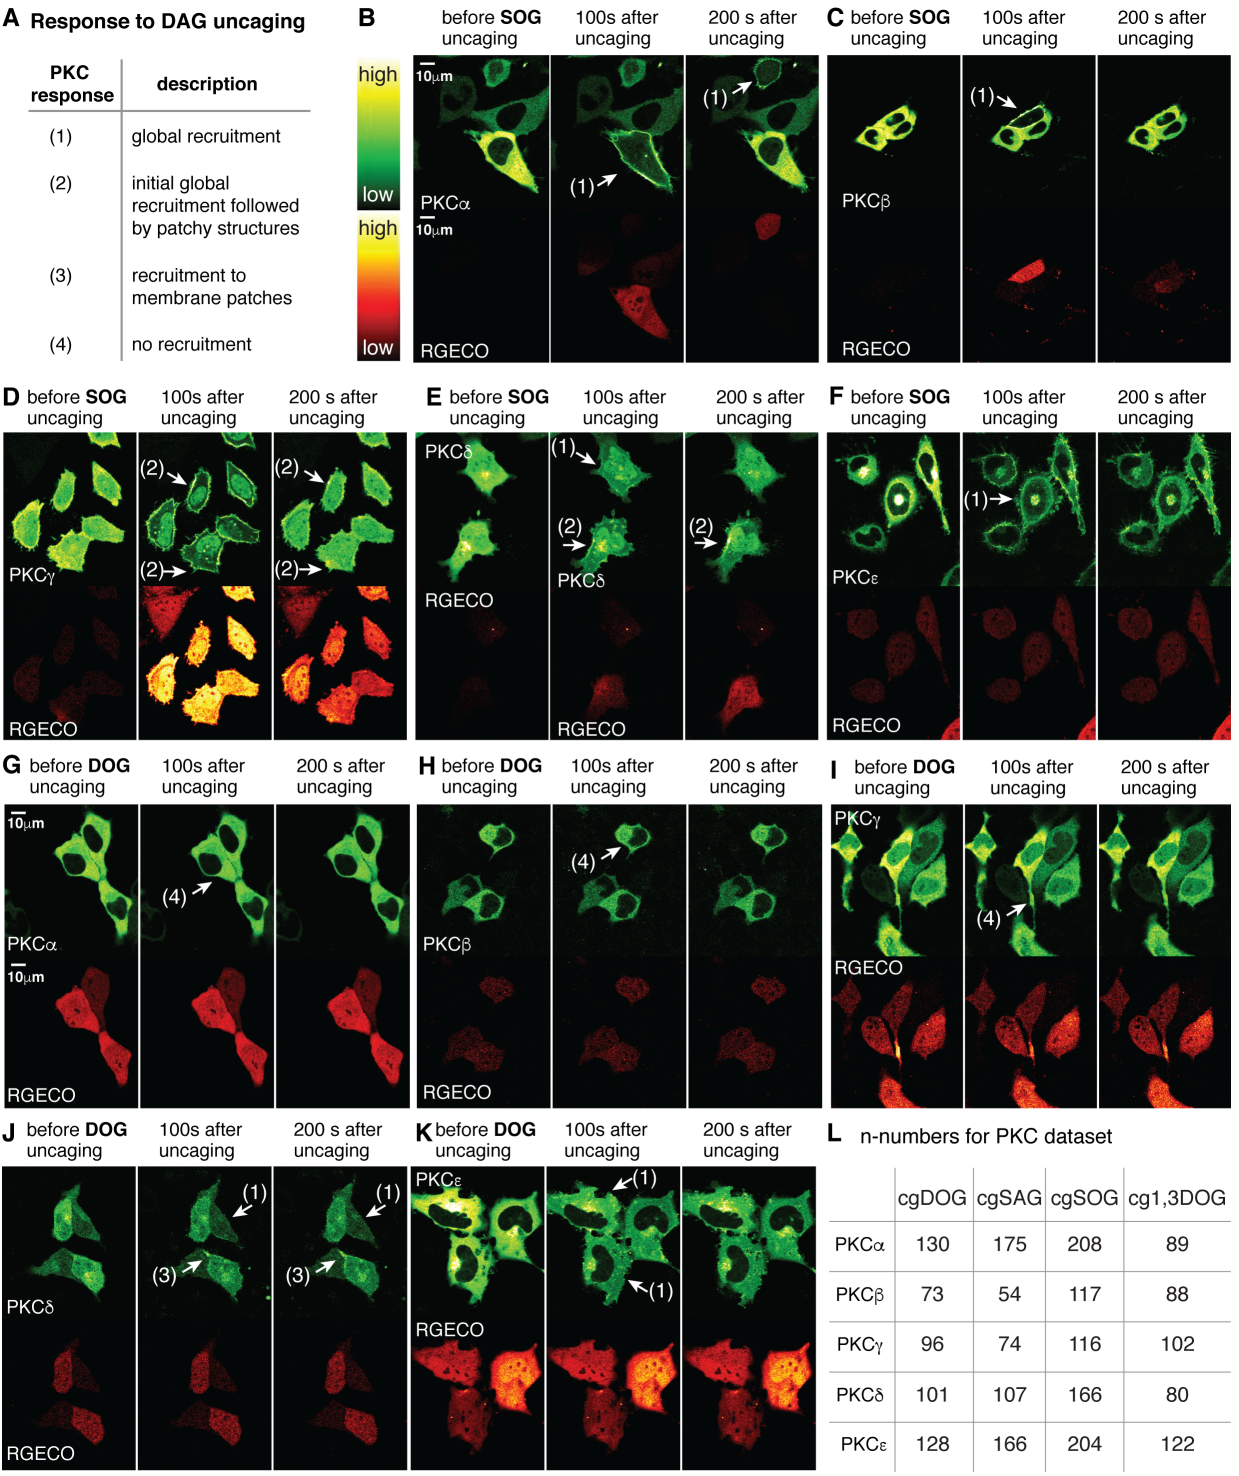 A Response to DAG uncaging
PKC response description
(1) global recruitment
(2) initial global recruitment followed by patchy structures
(3) recruitment to membrane patches
(4) no recruitment
B before SOG uncaging 100s after uncaging 200 s after uncaging
high
low
high
low
10μm
(1)
(1)
PKCα
10μm
RGECO
C before SOG uncaging 100s after uncaging 200 s after uncaging
(1)
PKCβ
RGECO
D before SOG uncaging 100s after uncaging 200 s after uncaging
(2)
(2)
(2)
(2)
PKCγ
RGECO
E before SOG uncaging 100s after uncaging 200 s after uncaging
PKCδ
(1)
(2)
(2)
PKCδ
RGECO
RGECO
F before SOG uncaging 100s after uncaging 200 s after uncaging
(1)
PKCε
RGECO
G before DOG uncaging 100s after uncaging 200 s after uncaging
10μm
(4)
PKCα
10μm
RGECO
H before DOG uncaging 100s after uncaging 200 s after uncaging
(4)
PKCβ
RGECO
I before DOG uncaging 100s after uncaging 200 s after uncaging
PKCγ
(4)
RGECO
J before DOG uncaging 100s after uncaging 200 s after uncaging
(1)
(1)
(3)
(3)
PKCδ
RGECO
K before DOG uncaging 100s after uncaging 200 s after uncaging
PKCε
(1)
(1)
RGECO
L n-numbers for PKC dataset
cgDOG cgSAG cgSOG cg1,3DOG
PKCα 130 175 208 89
PKCβ 73 54 117 88
PKCγ 96 74 116 102
PKCδ 101 107 166 80
PKCε 128 166 204 122